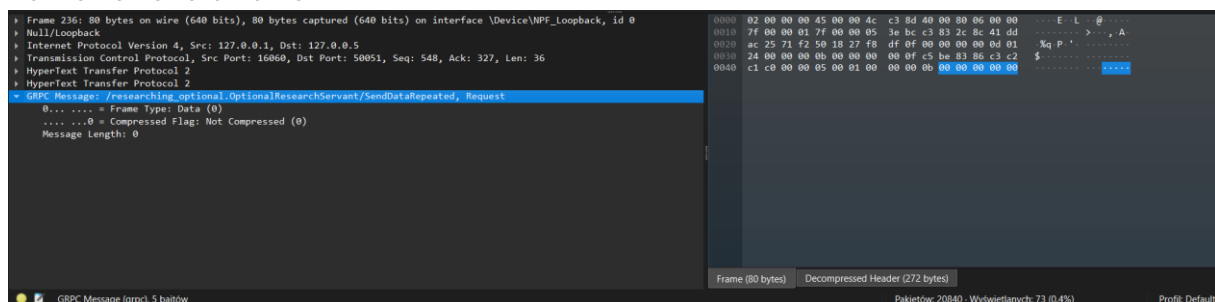 Frame 236: 80 bytes on wire (640 bits), 80 bytes captured (640 bits) on interface \Device\NPF_Loopback, id 0
Null/Loopback
Internet Protocol Version 4, Src: 127.0.0.1, Dst: 127.0.0.5
Transmission Control Protocol, Src Port: 16060, Dst Port: 50051, Seq: 548, Ack: 327, Len: 36
HyperText Transfer Protocol 2
HyperText Transfer Protocol 2
GRPC Message: /researching_optional.OptionalResearchServant/SendDataRepeated, Request
0... .... = Frame Type: Data (0)
.... ...0 = Compressed Flag: Not Compressed (0)
Message Length: 0
0000 02 00 00 00 45 00 00 4c c3 8d 40 00 80 06 00 00 ····E··L ··@·····
0010 7f 00 00 01 7f 00 00 05 3e bc c3 83 2c 8c 41 dd ········ >···,·A·
0020 ac 25 71 f2 50 18 27 f8 df 0f 00 00 00 0d 01 ·%q·P·'· ·······
0030 24 00 00 00 0b 00 00 00 00 0f c5 be 83 86 c3 c2 $······· ········
0040 c1 c0 00 00 05 00 01 00 00 00 0b 00 00 00 00 00 ········ ········
Frame (80 bytes) Decompressed Header (272 bytes)
GRPC Message (grpc), 5 bajtów Pakietów: 20840 · Wyświetlanych: 73 (0.4%) Profil: Default